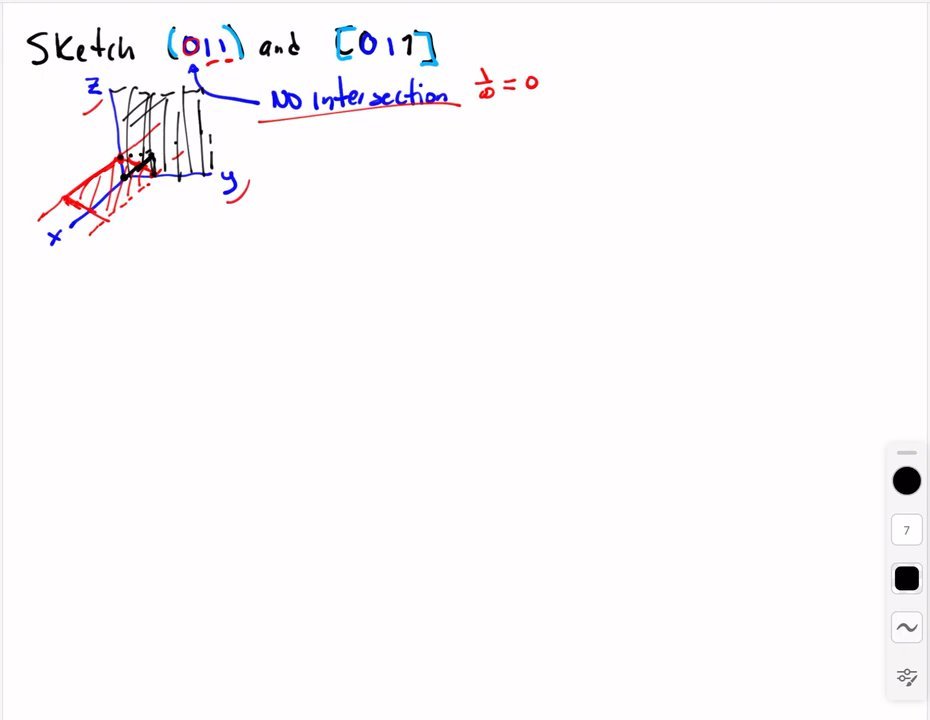 Sketch (011) and [011]
z No intersection 1/∞ = 0
y
x
7